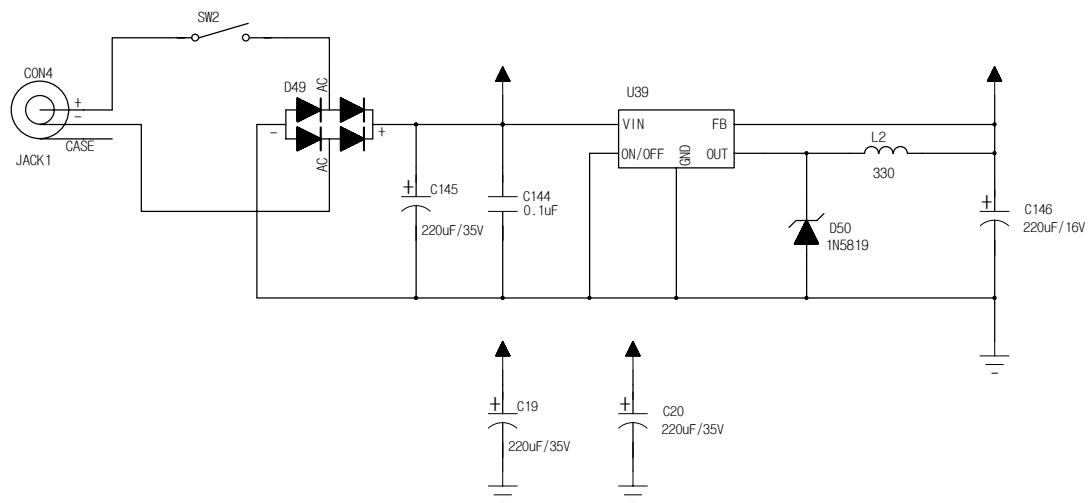 SW2
CON4
+
-
CASE
JACK1
D49
AC
AC
-
+
+
C145
220uF/35V
C144
0.1uF
U39
VIN
FB
ON/OFF
GND
OUT
L2
330
D50
1N5819
+
C146
220uF/16V
+
C19
220uF/35V
+
C20
220uF/35V